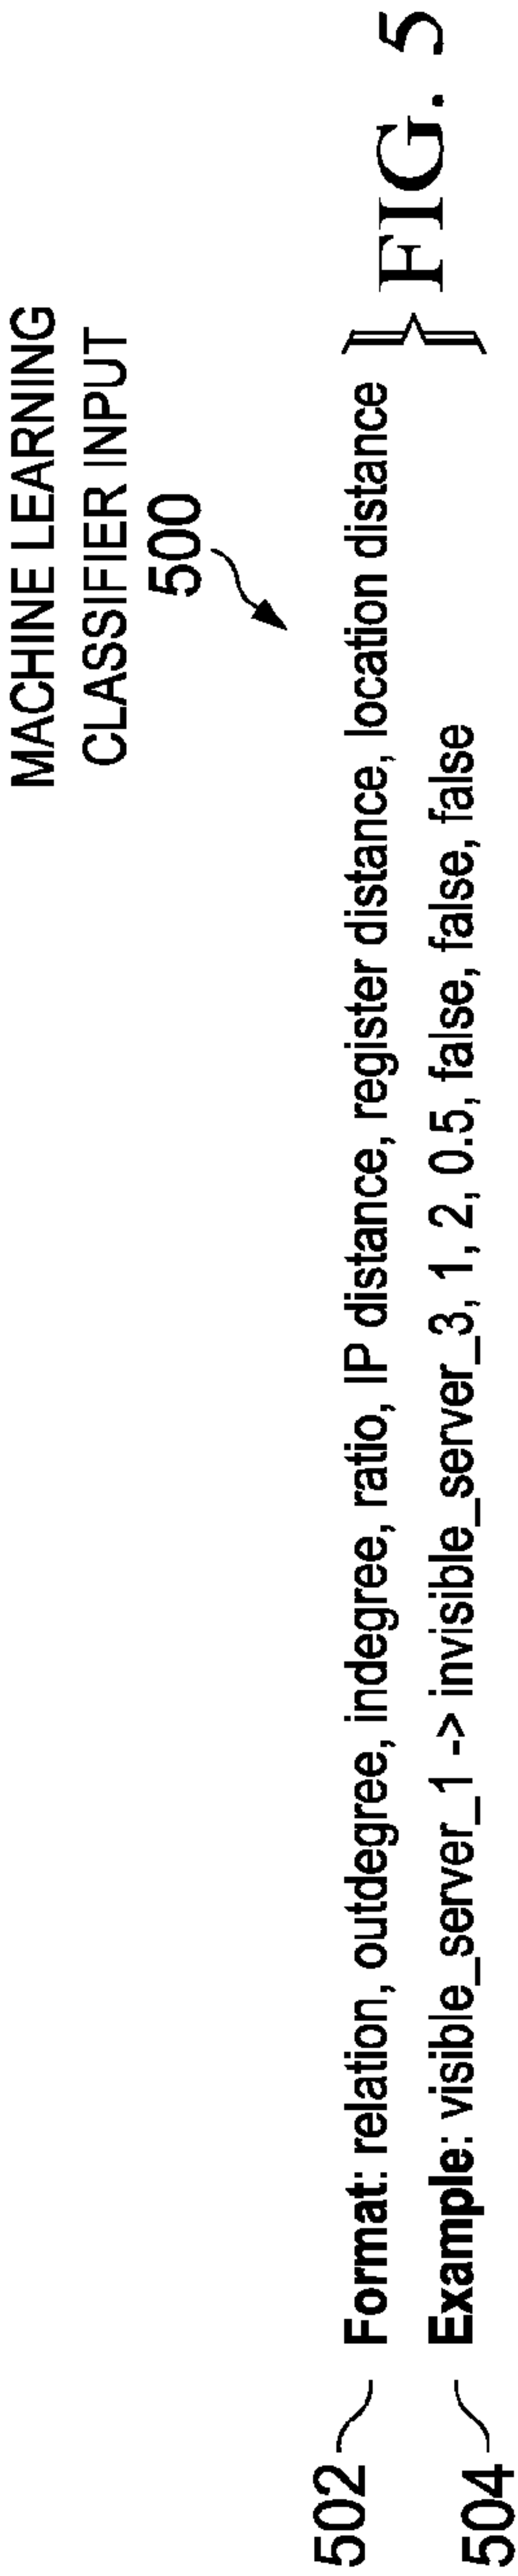 MACHINE LEARNING
CLASSIFIER INPUT
500
502 Format: relation, outdegree, indegree, ratio, IP distance, register distance, location distance
504 Example: visible_server_1 -> invisible_server_3, 1, 2, 0.5, false, false, false
FIG. 5